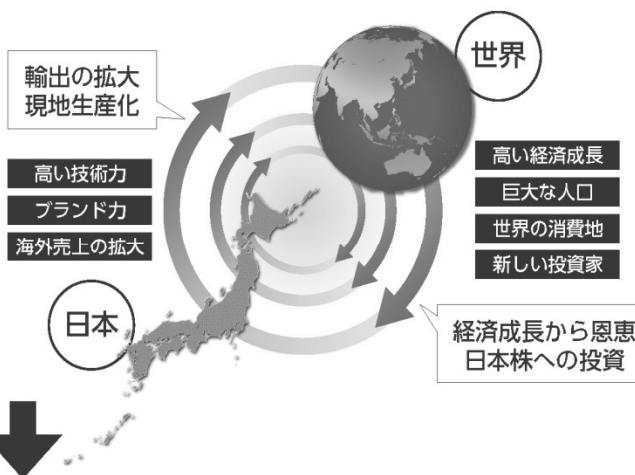 世界
輸出の拡大
現地生産化
高い技術力
ブランド力
海外売上の拡大
高い経済成長
巨大な人口
世界の消費地
新しい投資家
日本
経済成長から恩恵
日本株への投資